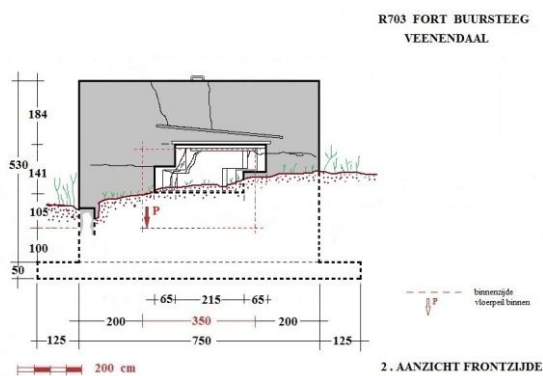 R703 FORT BUURSTEEG
VEENENDAAL
184
530
141
105
100
50
P
65 215 65
200 350 200
125 750 125
binnenzijde
vloerpeil binnen
P
200 cm
2 . AANZICHT FRONTZIJDE